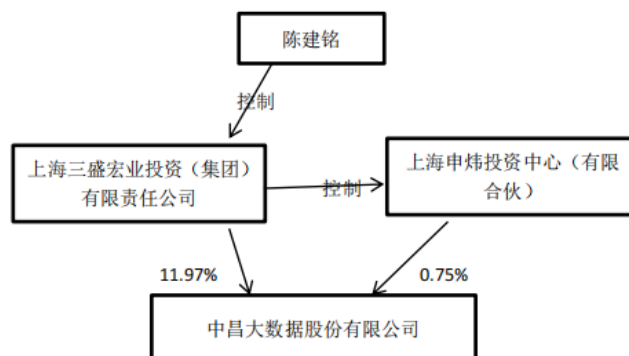 陈建铭
控制
上海三盛宏业投资（集团）
有限责任公司
控制
上海申炜投资中心（有限
合伙）
11.97%
0.75%
中昌大数据股份有限公司